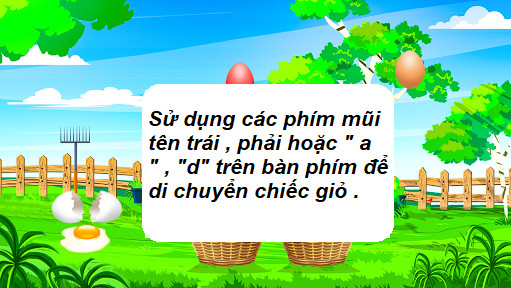 Sử dụng các phím mũi
tên trái , phải hoặc " a
" , "d" trên bàn phím để
di chuyển chiếc giỏ .